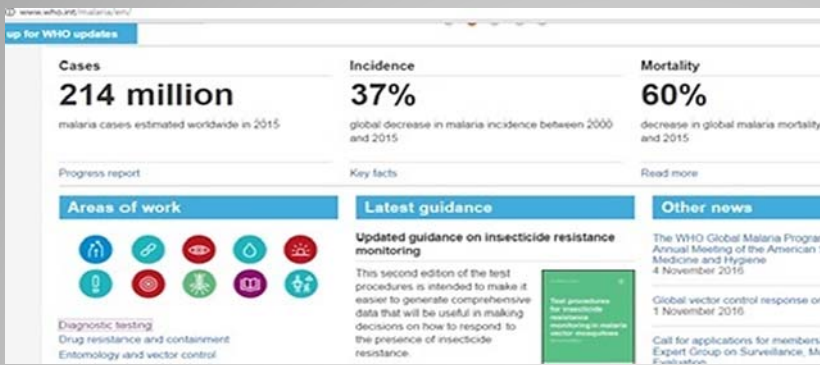 www.who.int/malaria/en/
up for WHO updates
Cases
214 million
malaria cases estimated worldwide in 2015
Progress report
Incidence
37%
global decrease in malaria incidence between 2000
and 2015
Key facts
Mortality
60%
decrease in global malaria mortality
and 2015
Read more
Areas of work
Diagnostic testing
Drug resistance and containment
Entomology and vector control
Latest guidance
Updated guidance on insecticide resistance
monitoring
This second edition of the test
procedures is intended to make it
easier to generate comprehensive
data that will be useful in making
decisions on how to respond to
the presence of insecticide
resistance.
Test procedures
for insecticide
resistance
monitoring in malaria
vector mosquitoes
Other news
The WHO Global Malaria Program
Annual Meeting of the American
Medicine and Hygiene
4 November 2016
Global vector control response
1 November 2016
Call for applications for members
Expert Group on Surveillance,
Evaluation